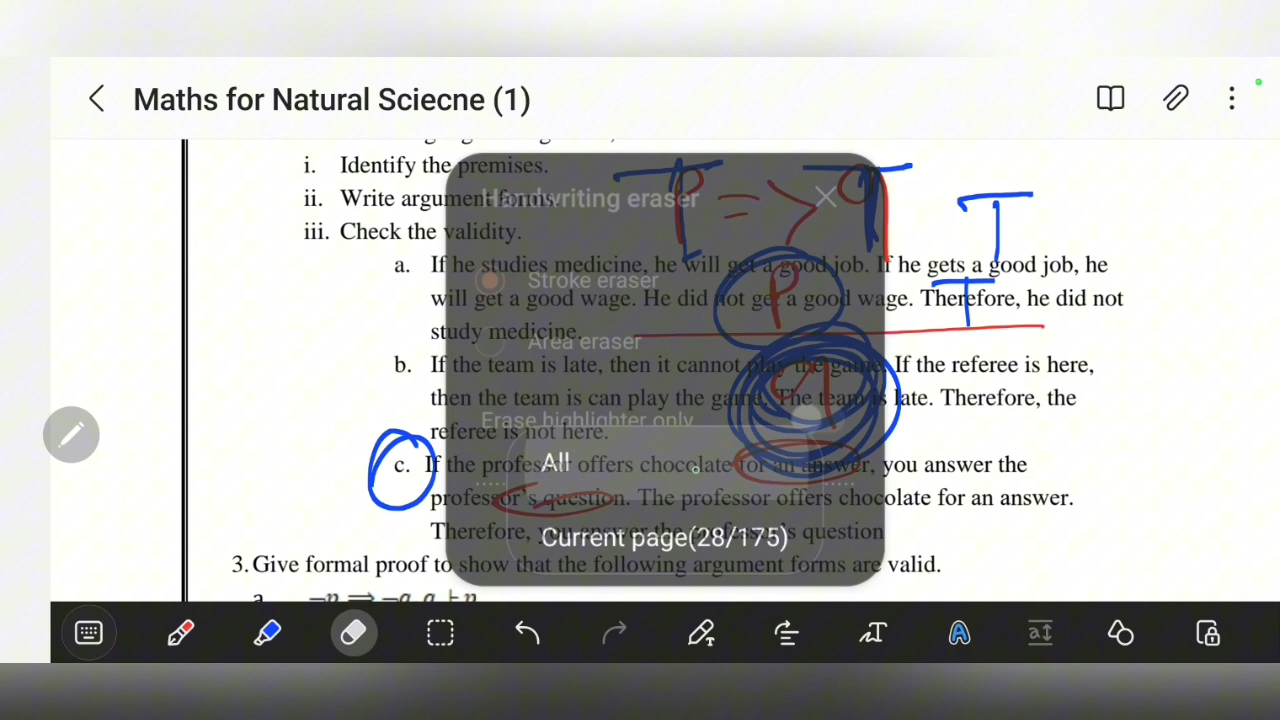 Maths for Natural Sciecne (1)
i. Identify the premises.
ii. Write argument forms.
iii. Check the validity.
a. If he studies medicine, he will get a good job. If he gets a good job, he
will get a good wage. He did not get a good wage. Therefore, he did not
study medicine.
b. If the team is late, then it cannot play the game. If the referee is here,
then the team is can play the game. The team is late. Therefore, the
referee is not here.
c. If the professor offers chocolate for an answer, you answer the
professor's question. The professor offers chocolate for an answer.
Therefore, you answer the professor's question
3. Give formal proof to show that the following argument forms are valid.
a. ¬p ⟹ ¬q, q ⊢ p
Handwriting eraser
Stroke eraser
Area eraser
Erase highlighter only
All
Current page(28/175)
P => q
T T T
P T
q